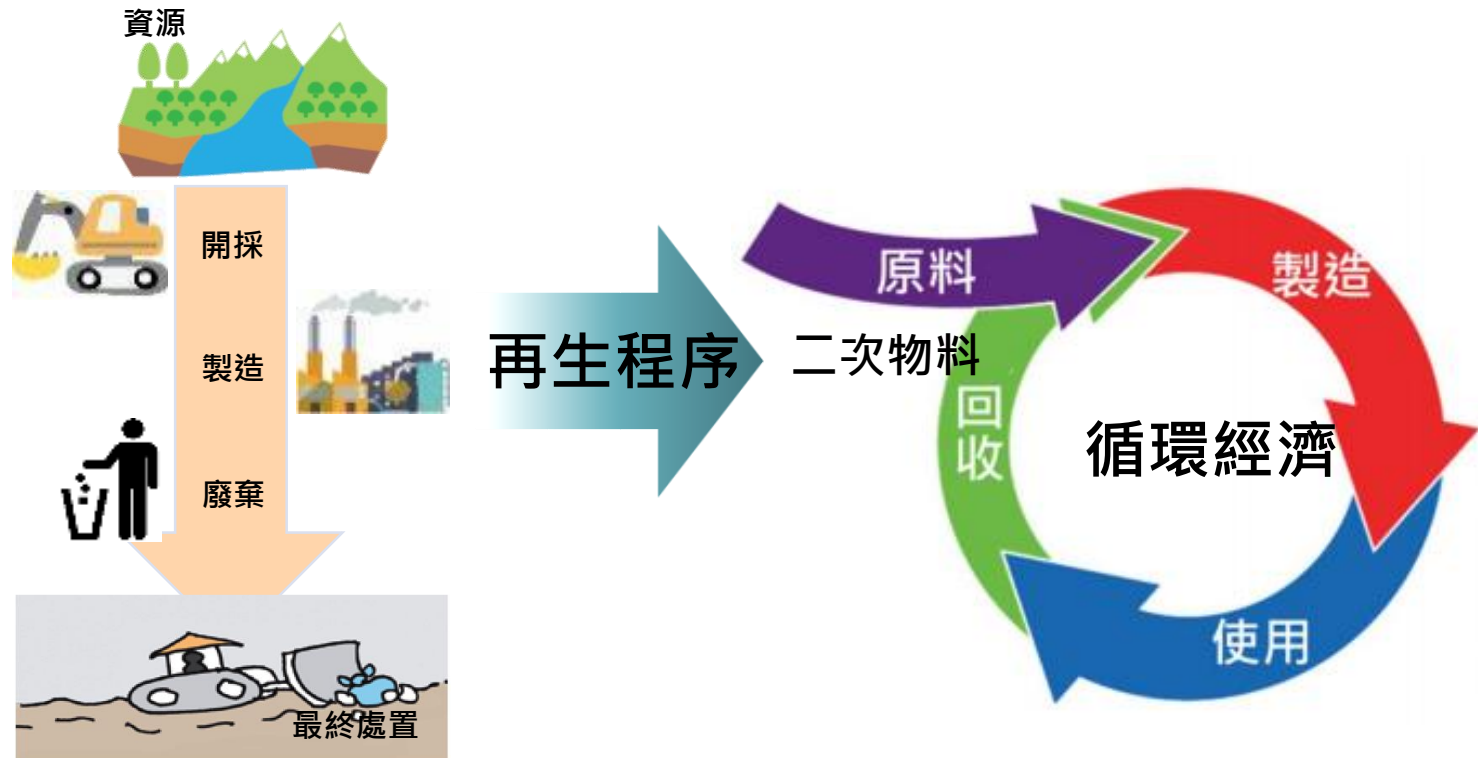 資源
開採
製造
廢棄
最終處置
再生程序
原料
二次物料
製造
使用
回
收
循環經濟